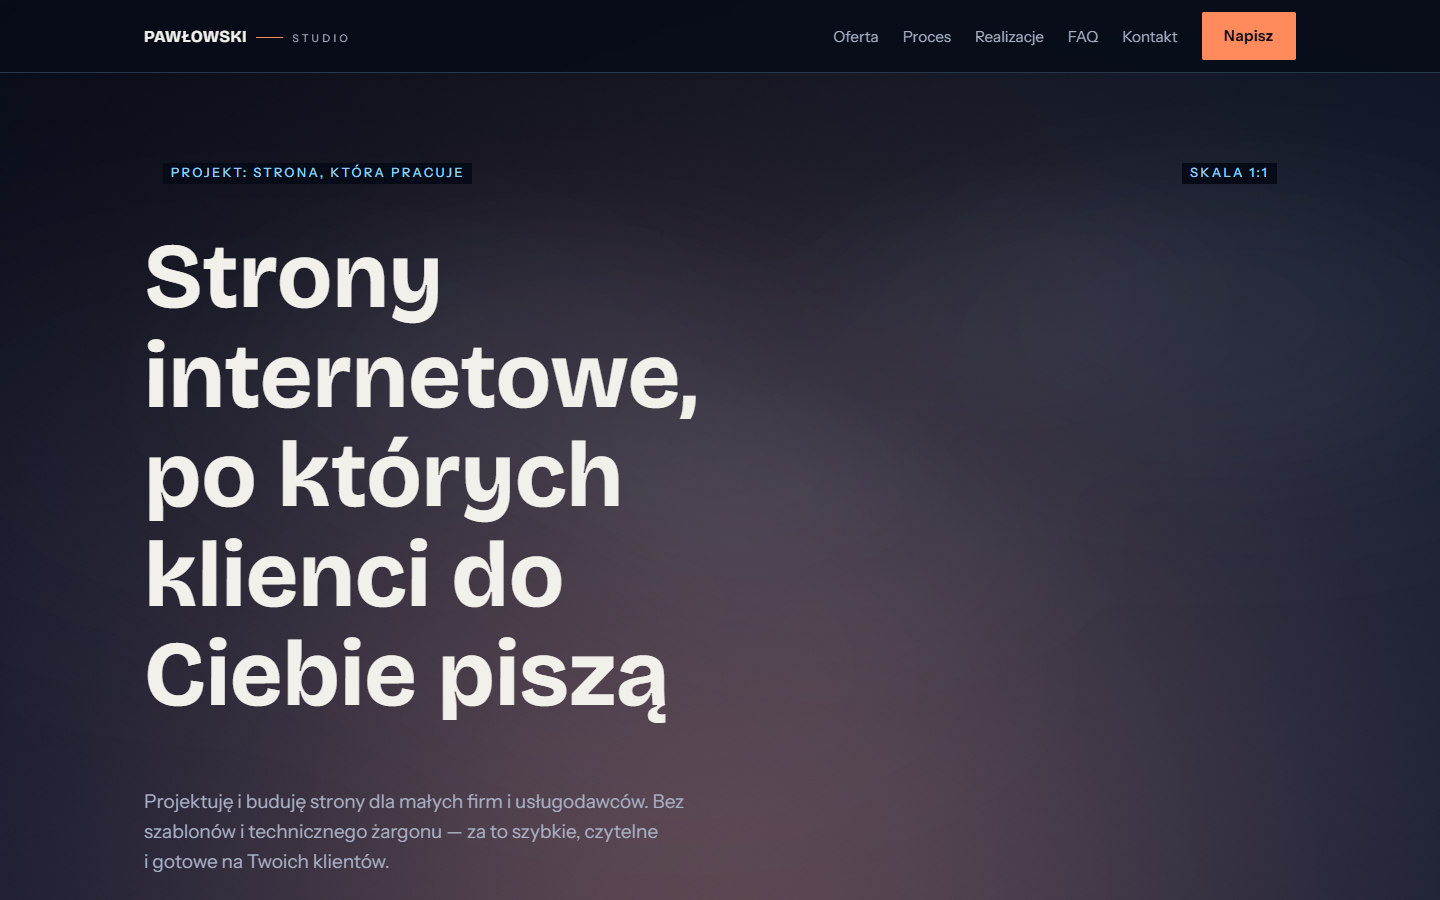 PAWŁOWSKI — STUDIO
Oferta Proces Realizacje FAQ Kontakt Napisz
PROJEKT: STRONA, KTÓRA PRACUJE
SKALA 1:1
Strony
internetowe,
po których
klienci do
Ciebie piszą
Projektuję i buduję strony dla małych firm i usługodawców. Bez
szablonów i technicznego żargonu — za to szybkie, czytelne
i gotowe na Twoich klientów.